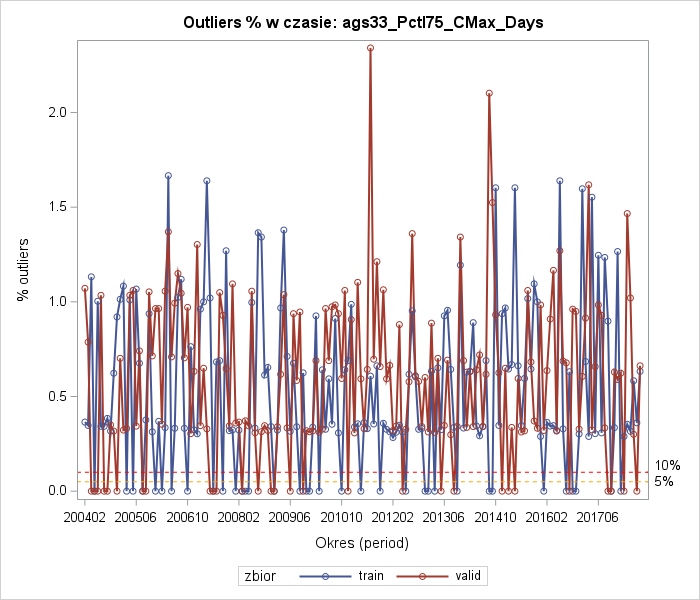 Outliers % w czasie: ags33_Pctl75_CMax_Days
% outliers
2.0
1.5
1.0
0.5
0.0
10%
5%
200402 200506 200610 200802 200906 201010 201202 201306 201410 201602 201706
Okres (period)
zbior train valid